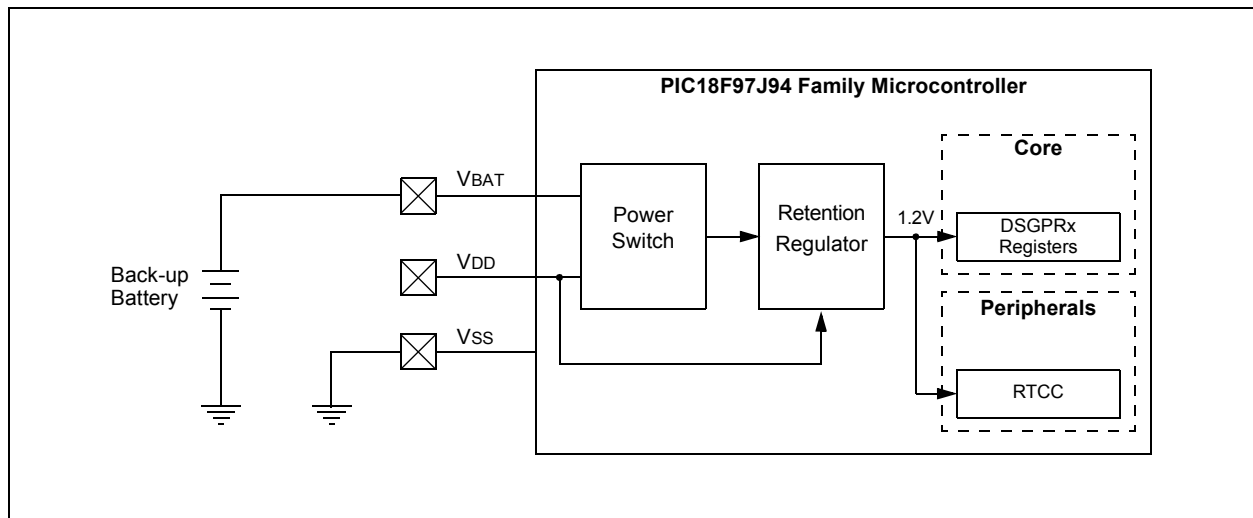 PIC18F97J94 Family Microcontroller
Core
VBAT
Power
Switch
Retention
Regulator
1.2V
DSGPRx
Registers
VDD
Back-up
Battery
Peripherals
VSS
RTCC